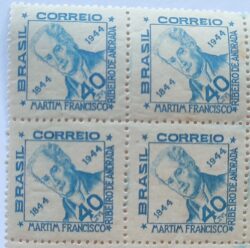 CORREIO
BRASIL
1844
1944
40
CTS
MARTIM FRANCISCO
RIBEIRO DE ANDRADA
CORREIO
BRASIL
1844
1944
40
CTS
MARTIM FRANCISCO
RIBEIRO DE ANDRADA
CORREIO
BRASIL
1844
1944
40
CTS
MARTIM FRANCISCO
RIBEIRO DE ANDRADA
CORREIO
BRASIL
1844
1944
40
CTS
MARTIM FRANCISCO
RIBEIRO DE ANDRADA